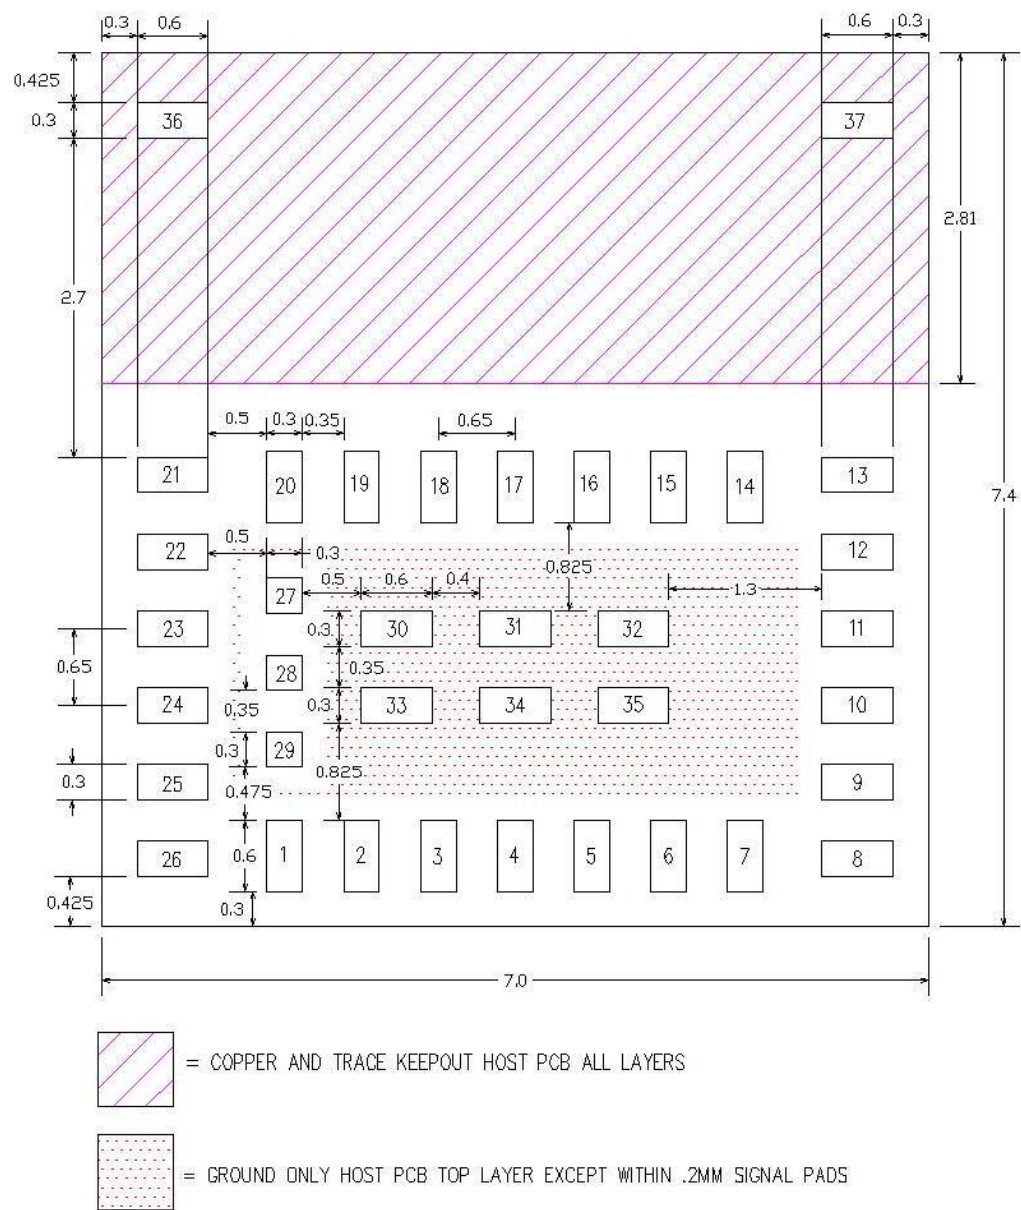 0.3 0.6 0.6 0.3
0.425
0.3 36 37
2.81
2.7
0.5 0.3 0.35 0.65
21 20 19 18 17 16 15 14 13
7.4
22 0.5 0.3 12
0.825
27 0.5 0.6 0.4 1.3
23 0.3 30 31 32 11
0.65 28 0.35
24 0.35 0.3 33 34 35 10
29
0.3 25 0.3 0.825 9
0.475
26 0.6 1 2 3 4 5 6 7 8
0.425 0.3
7.0
= COPPER AND TRACE KEEPOUT HOST PCB ALL LAYERS
= GROUND ONLY HOST PCB TOP LAYER EXCEPT WITHIN .2MM SIGNAL PADS